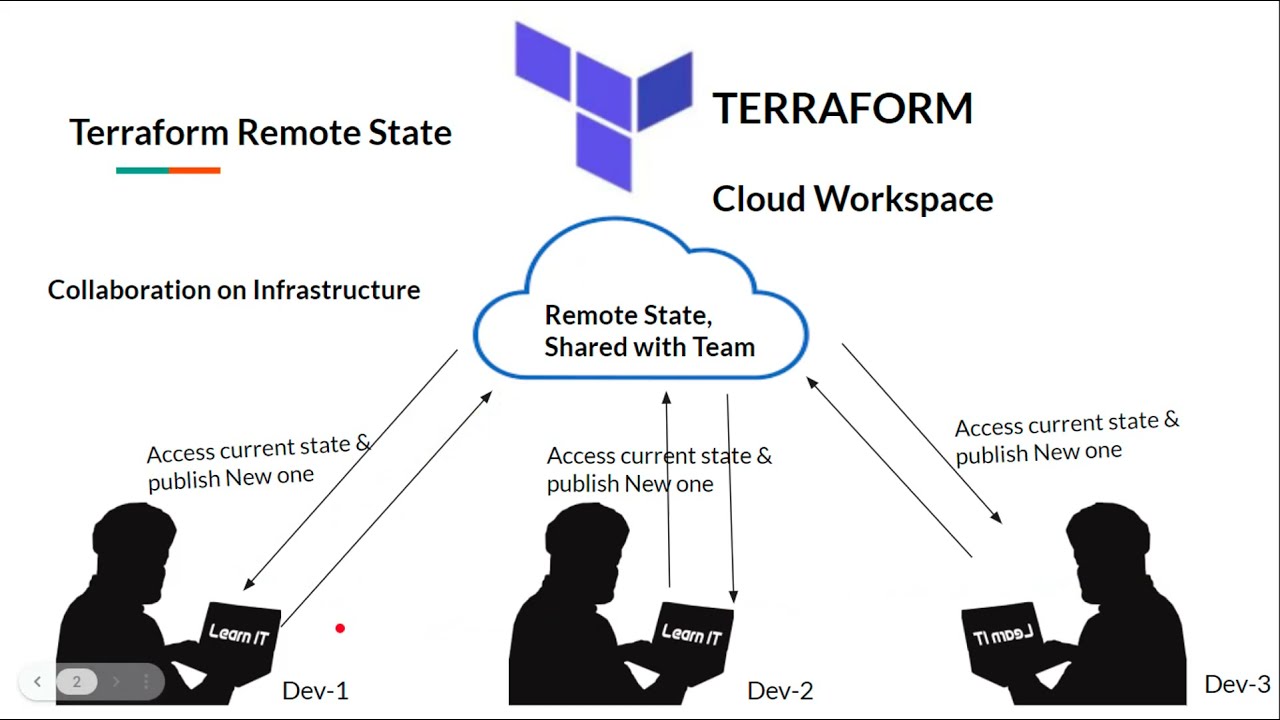 TERRAFORM
Terraform Remote State
Cloud Workspace
Collaboration on Infrastructure
Remote State,
Shared with Team
Access current state &
publish New one
Access current state &
publish New one
Access current state &
publish New one
Learn IT
Learn IT
Learn IT
2
Dev-1
Dev-2
Dev-3